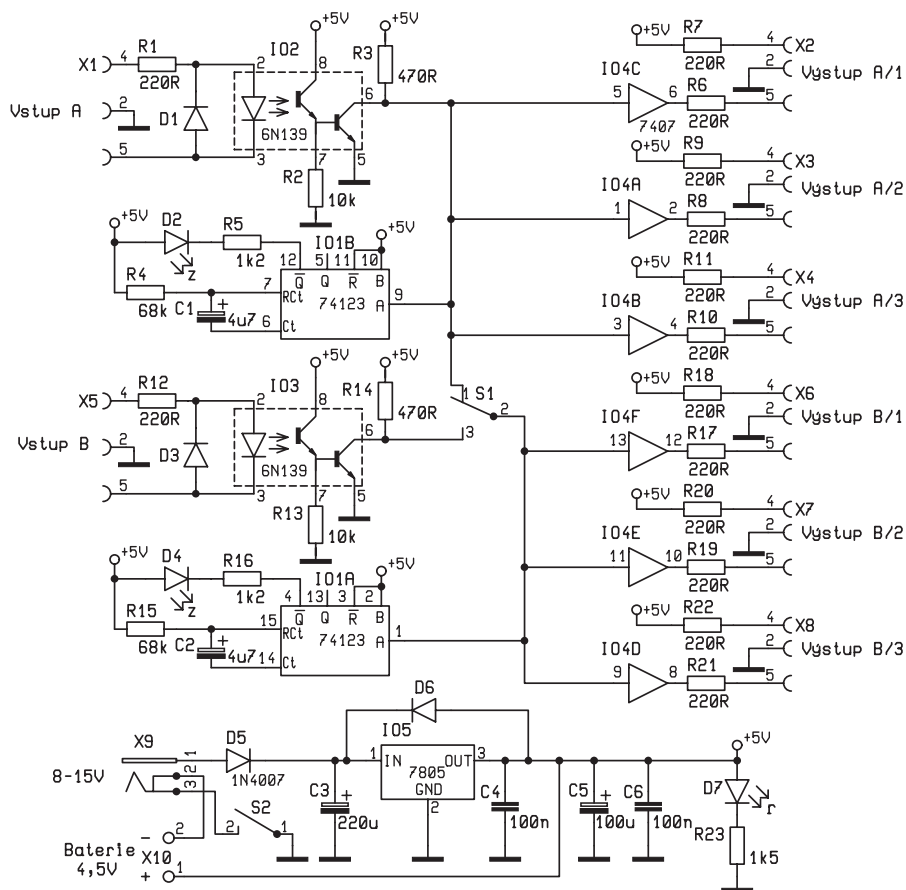 +5V +5V +5V R7 4 X2
X1 4 R1 IO2 R3 220R
220R 2 8 470R IO4C 2 Výstup A/1
Vstup A 2 D1 6N139 6 5 6 R6 5
7407 220R
5 3 7 5 +5V R9 4 X3
R2 10k 220R
IO4A 2 Výstup A/2
+5V D2 R5 IO1B +5V 1 2 R8 5
z 1k2 12 5 11 10 220R
Q Q R B +5V R11 4 X4
R4 7 RCt 74123 A 9 220R
68k C1 + 4u7 6 Ct IO4B 2 Výstup A/3
3 4 R10 5
220R
+5V +5V +5V R18 4 X6
X5 4 R12 IO3 R14 1 S1 220R
220R 2 8 470R 2 IO4F 2 Výstup B/1
Vstup B 2 D3 6N139 6 3 13 12 R17 5
220R
5 3 7 5 +5V R20 4 X7
R13 10k 220R
IO4E 2 Výstup B/2
+5V D4 R16 IO1A +5V 11 10 R19 5
z 1k2 4 13 3 2 220R
Q Q R B +5V R22 4 X8
R15 15 RCt 74123 A 1 220R
68k C2 + 4u7 14 Ct IO4D 2 Výstup B/3
9 8 R21 5
220R
D6
X9 D5 IO5 +5V
1 1N4007 1 IN OUT 3
8-15V 2 7805 D7
3 S2 C3 + GND C4 C5 + C6 r
2 1 220u 2 100n 100u 100n R23
- 2 1k5
Baterie X10
4,5V
+ 1